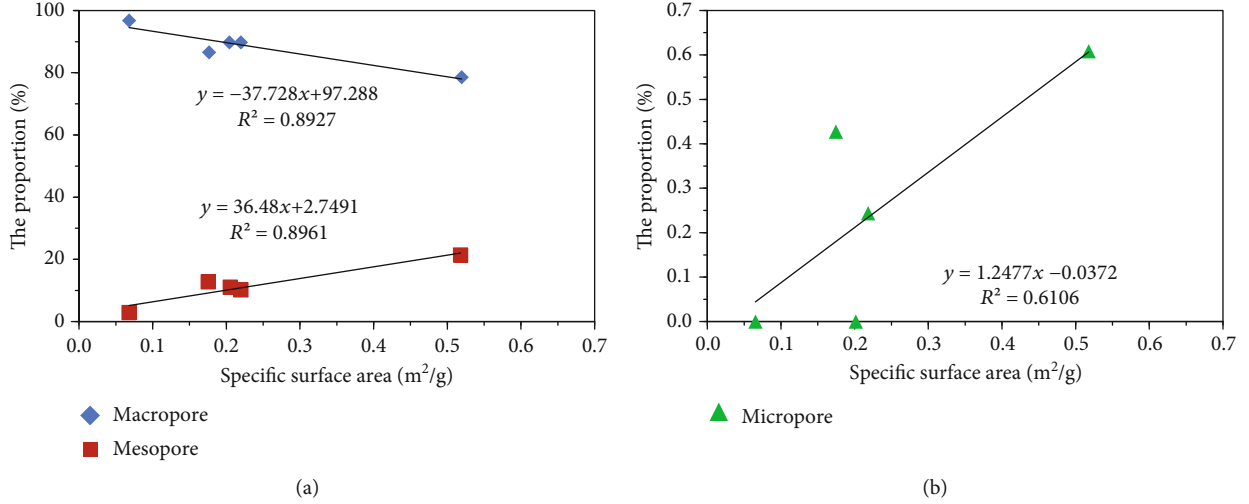 100
80
60
40
20
0
The proportion (%)
y = −37.728x+97.288
R² = 0.8927
y = 36.48x+2.7491
R² = 0.8961
0.0 0.1 0.2 0.3 0.4 0.5 0.6 0.7
Specific surface area (m²/g)
Macropore
Mesopore
(a)
0.7
0.6
0.5
0.4
0.3
0.2
0.1
0.0
The proportion (%)
y = 1.2477x −0.0372
R² = 0.6106
0.0 0.1 0.2 0.3 0.4 0.5 0.6 0.7
Specific surface area (m²/g)
Micropore
(b)